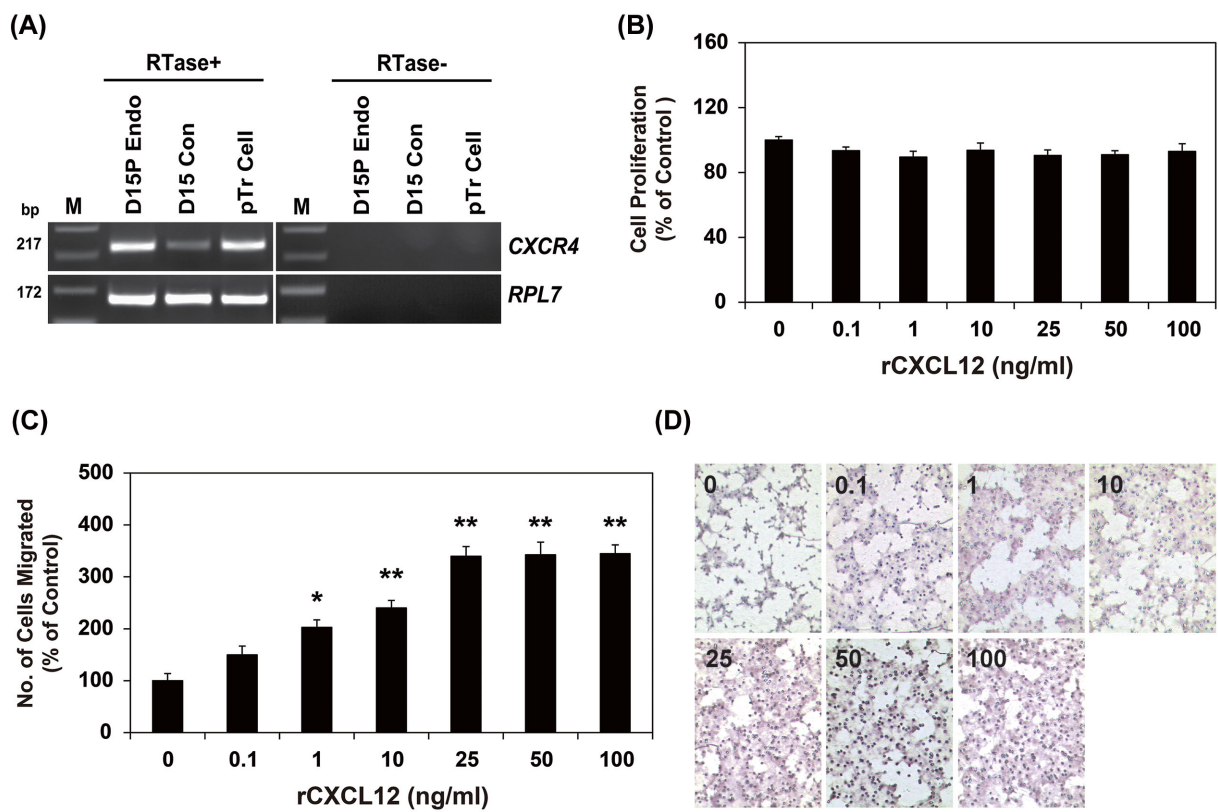 (A)
RTase+
RTase-
M
D15P Endo
D15 Con
pTr Cell
M
D15P Endo
D15 Con
pTr Cell
bp
217
CXCR4
172
RPL7
(B)
Cell Proliferation
(% of Control )
160
120
80
40
0
0 0.1 1 10 25 50 100
rCXCL12 (ng/ml)
(C)
No. of Cells Migrated
(% of Control)
500
400
300
200
100
0
* ** ** ** **
0 0.1 1 10 25 50 100
rCXCL12 (ng/ml)
(D)
0 0.1 1 10
25 50 100